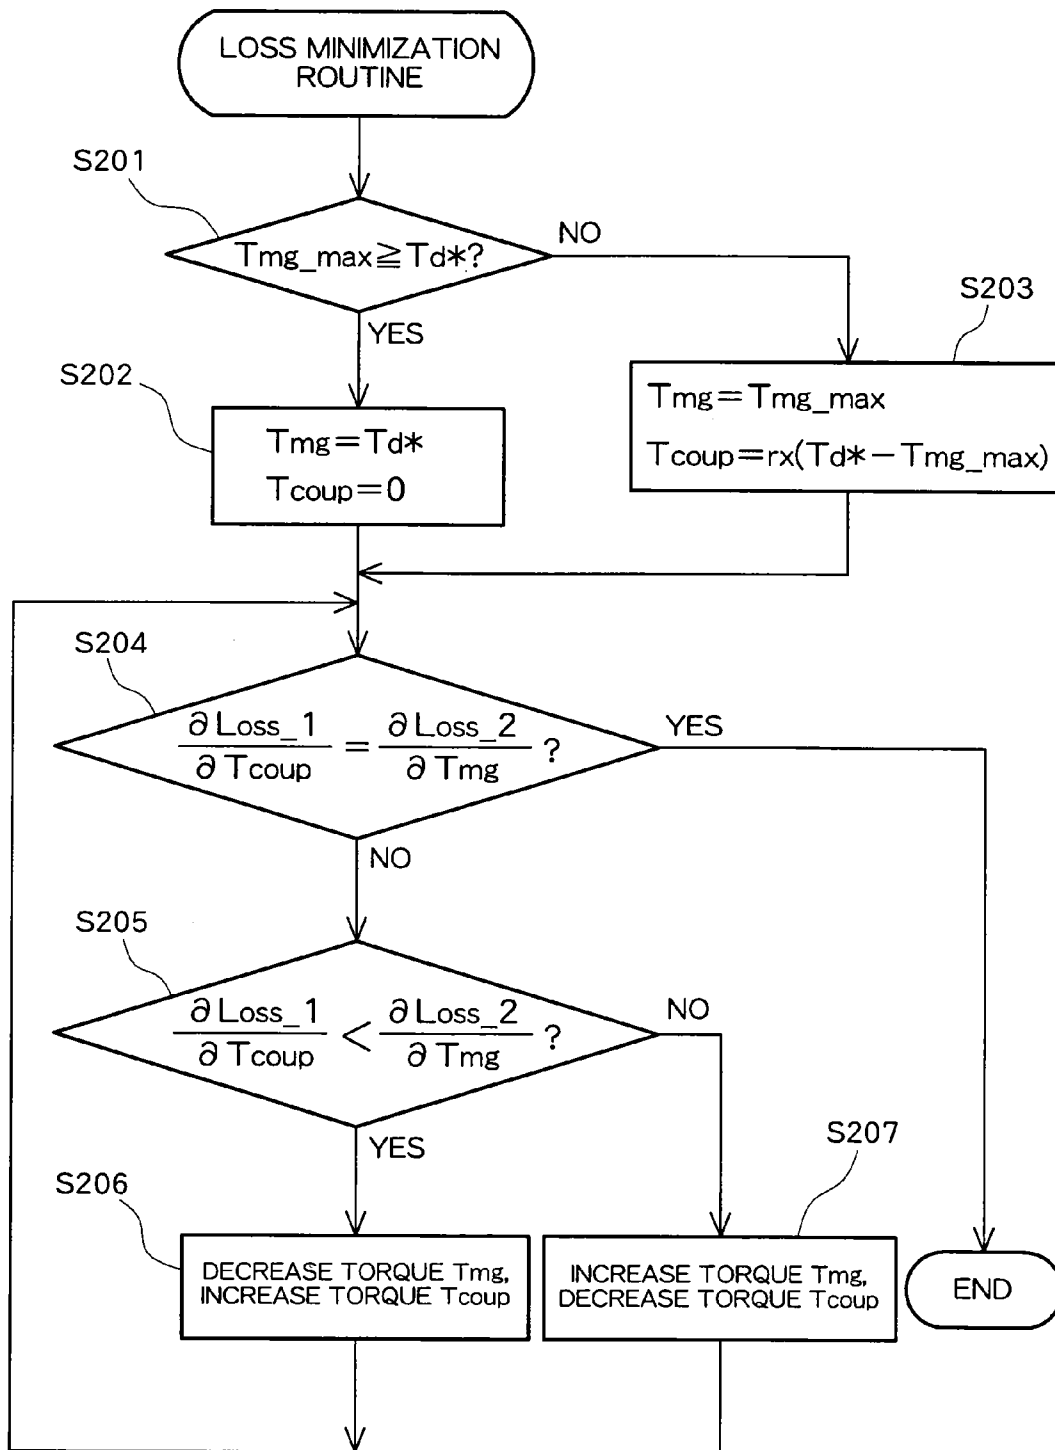 LOSS MINIMIZATION
ROUTINE
S201
Tmg_max≧Td*?
NO
YES
S203
Tmg=Tmg_max
Tcoup=rx(Td*−Tmg_max)
S202
Tmg=Td*
Tcoup=0
S204
∂Loss_1/∂Tcoup = ∂Loss_2/∂Tmg ?
YES
NO
S205
∂Loss_1/∂Tcoup < ∂Loss_2/∂Tmg ?
NO
YES
S206
DECREASE TORQUE Tmg,
INCREASE TORQUE Tcoup
S207
INCREASE TORQUE Tmg,
DECREASE TORQUE Tcoup
END